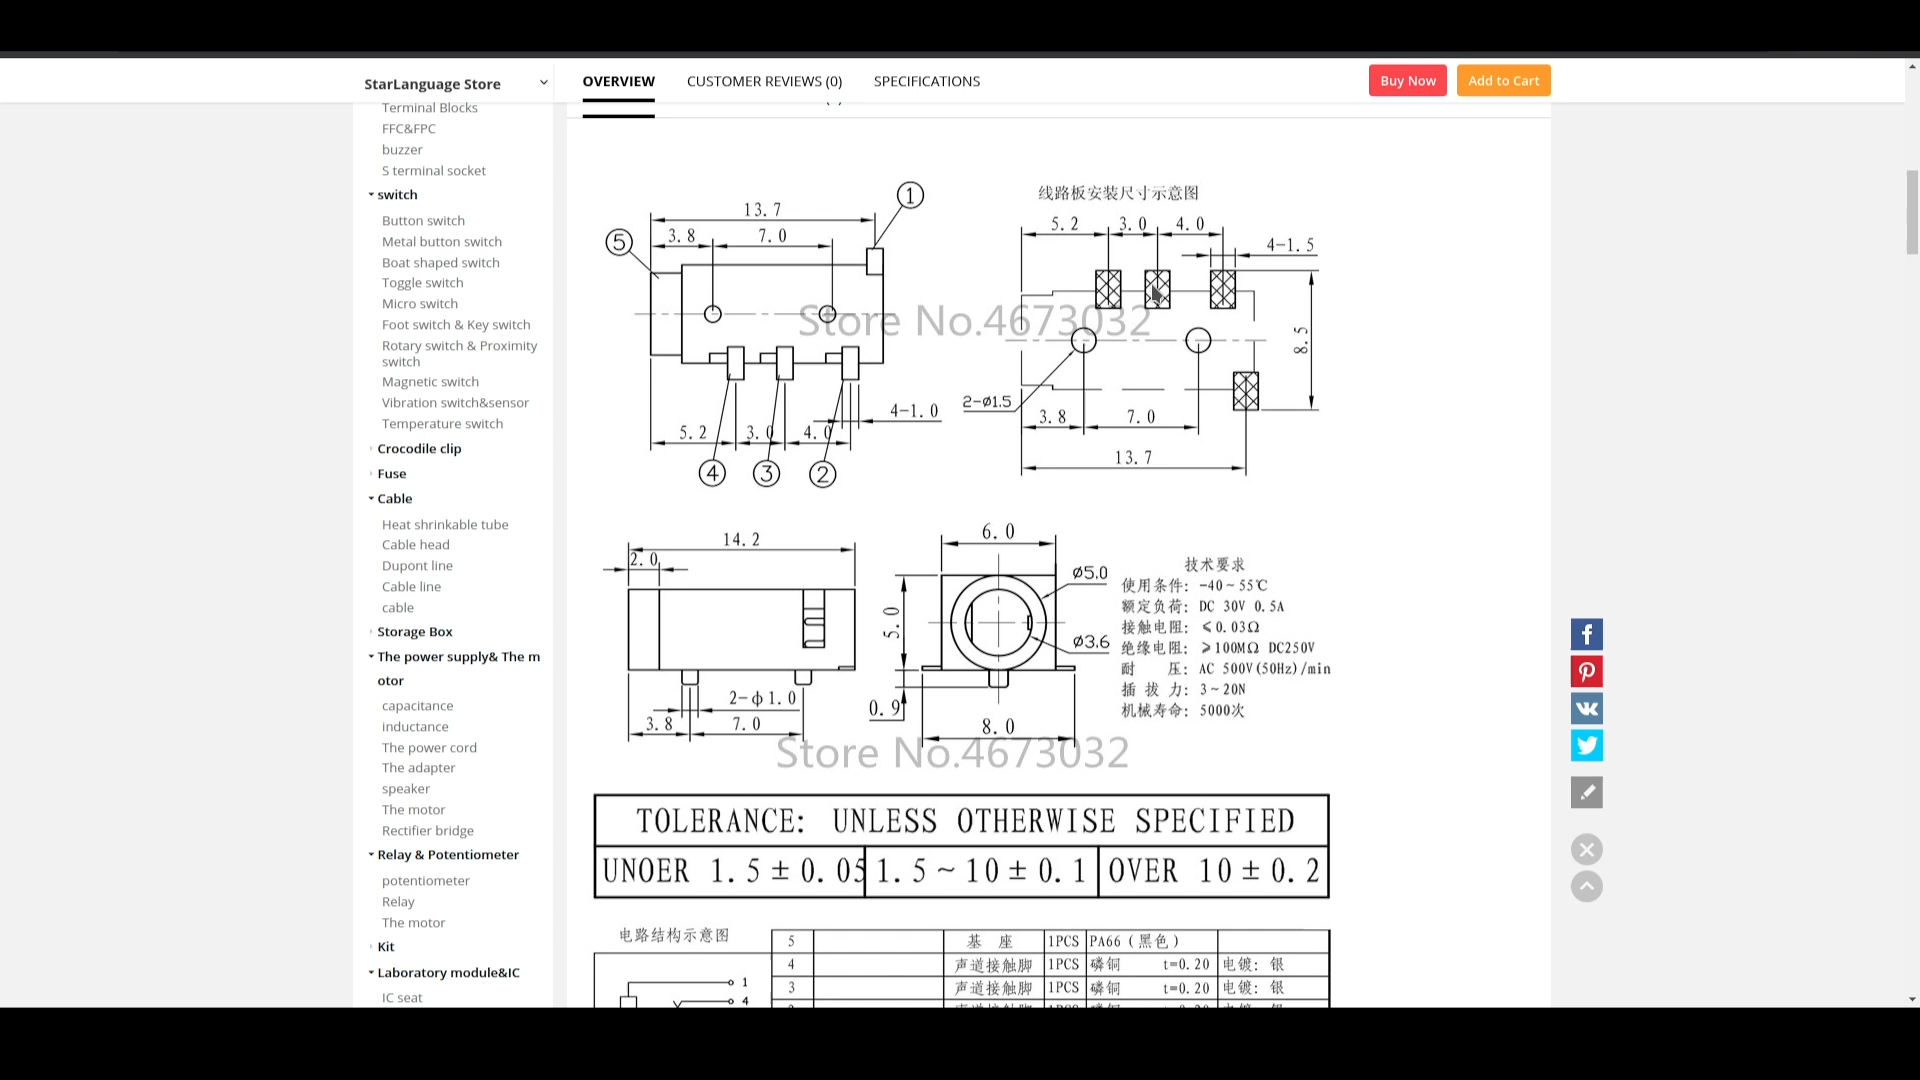 StarLanguage Store
OVERVIEW
CUSTOMER REVIEWS (0)
SPECIFICATIONS
Buy Now
Add to Cart
Terminal Blocks
FFC&FPC
buzzer
S terminal socket
switch
Button switch
Metal button switch
Boat shaped switch
Toggle switch
Micro switch
Foot switch & Key switch
Rotary switch & Proximity
switch
Magnetic switch
Vibration switch&sensor
Temperature switch
Crocodile clip
Fuse
Cable
Heat shrinkable tube
Cable head
Dupont line
Cable line
cable
Storage Box
The power supply& The m
otor
capacitance
inductance
The power cord
The adapter
speaker
The motor
Rectifier bridge
Relay & Potentiometer
potentiometer
Relay
The motor
Kit
Laboratory module&IC
IC seat
①
13.7
⑤
3.8
7.0
4-1.0
5.2
3.0
4.0
④
③
②
线路板安装尺寸示意图
5.2
3.0
4.0
4-1.5
8.5
2-Ø1.5
3.8
7.0
13.7
Store No.4673032
14.2
2.0
2-ϕ1.0
3.8
7.0
6.0
Ø5.0
5.0
Ø3.6
0.9
8.0
技术要求
使用条件: -40~55℃
额定负荷: DC 30V 0.5A
接触电阻: ≤0.03Ω
绝缘电阻: ≥100MΩ DC250V
耐 压: AC 500V(50Hz)/min
插 拔 力: 3~20N
机械寿命: 5000次
Store No.4673032
TOLERANCE: UNLESS OTHERWISE SPECIFIED
UNOER 1.5±0.05
1.5~10±0.1
OVER 10±0.2
电路结构示意图
1
4
5 基 座 1PCS PA66(黑色)
4 声道接触脚 1PCS 磷铜 t=0.20 电镀: 银
3 声道接触脚 1PCS 磷铜 t=0.20 电镀: 银